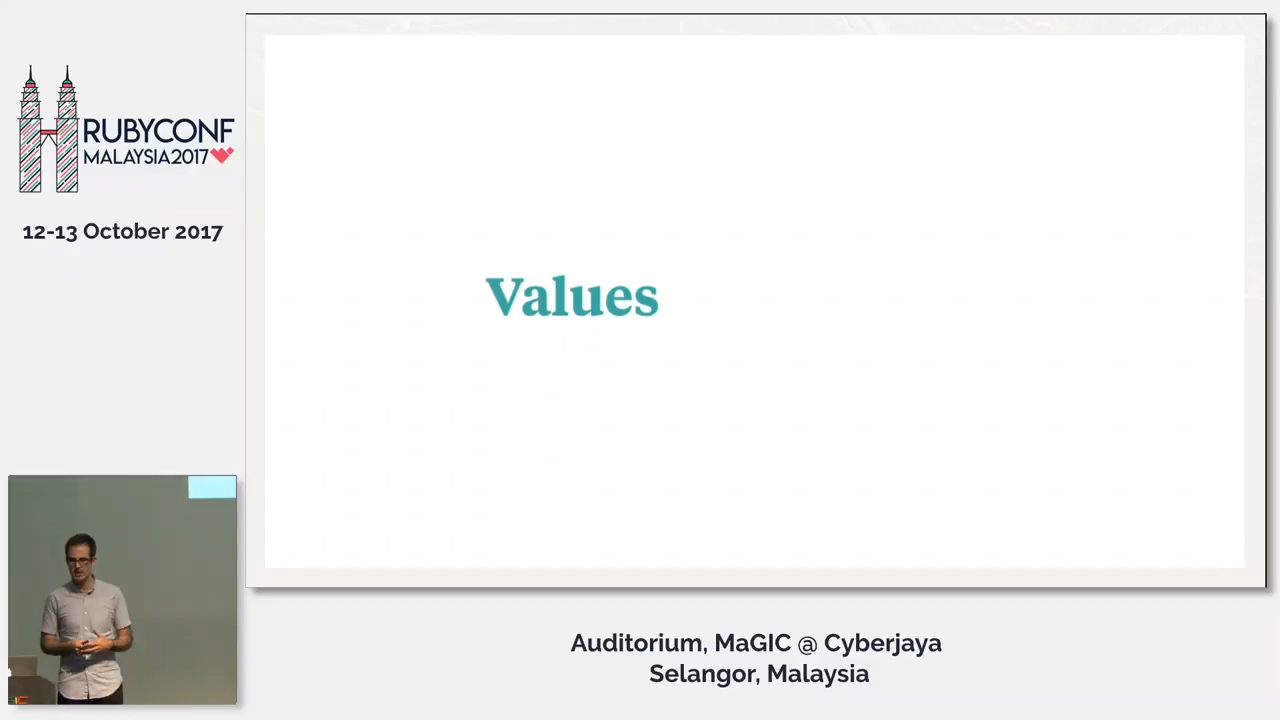 RUBYCONF
MALAYSIA2017
12-13 October 2017
Values
Auditorium, MaGIC @ Cyberjaya
Selangor, Malaysia